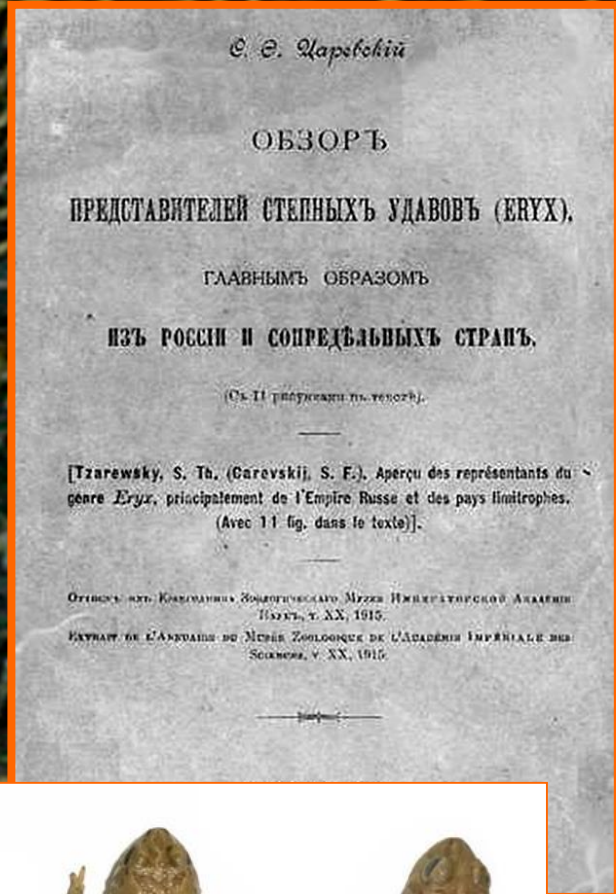 С. Ѳ. Царевскій
ОБЗОРЪ
ПРЕДСТАВИТЕЛЕЙ СТЕПНЫХЪ УДАВОВЪ (ERYX),
ГЛАВНЫМЪ ОБРАЗОМЪ
ИЗЪ РОССІИ И СОПРЕДѢЛЬНЫХЪ СТРАНЪ.
(Съ 11 рисунками въ текстѣ).
[Tzarewsky, S. Th. (Carevskij, S. F.). Aperçu des représentants du
genre Eryx, principalement de l'Empire Russe et des pays limitrophes.
(Avec 11 fig. dans le texte)].
Оттискъ изъ Ежегодника Зоологическаго Музея Императорской Академіи
Наукъ, т. XX, 1915.
Extrait de l'Annuaire du Musée Zoologique de l'Académie Impériale des
Sciences, v. XX, 1915.